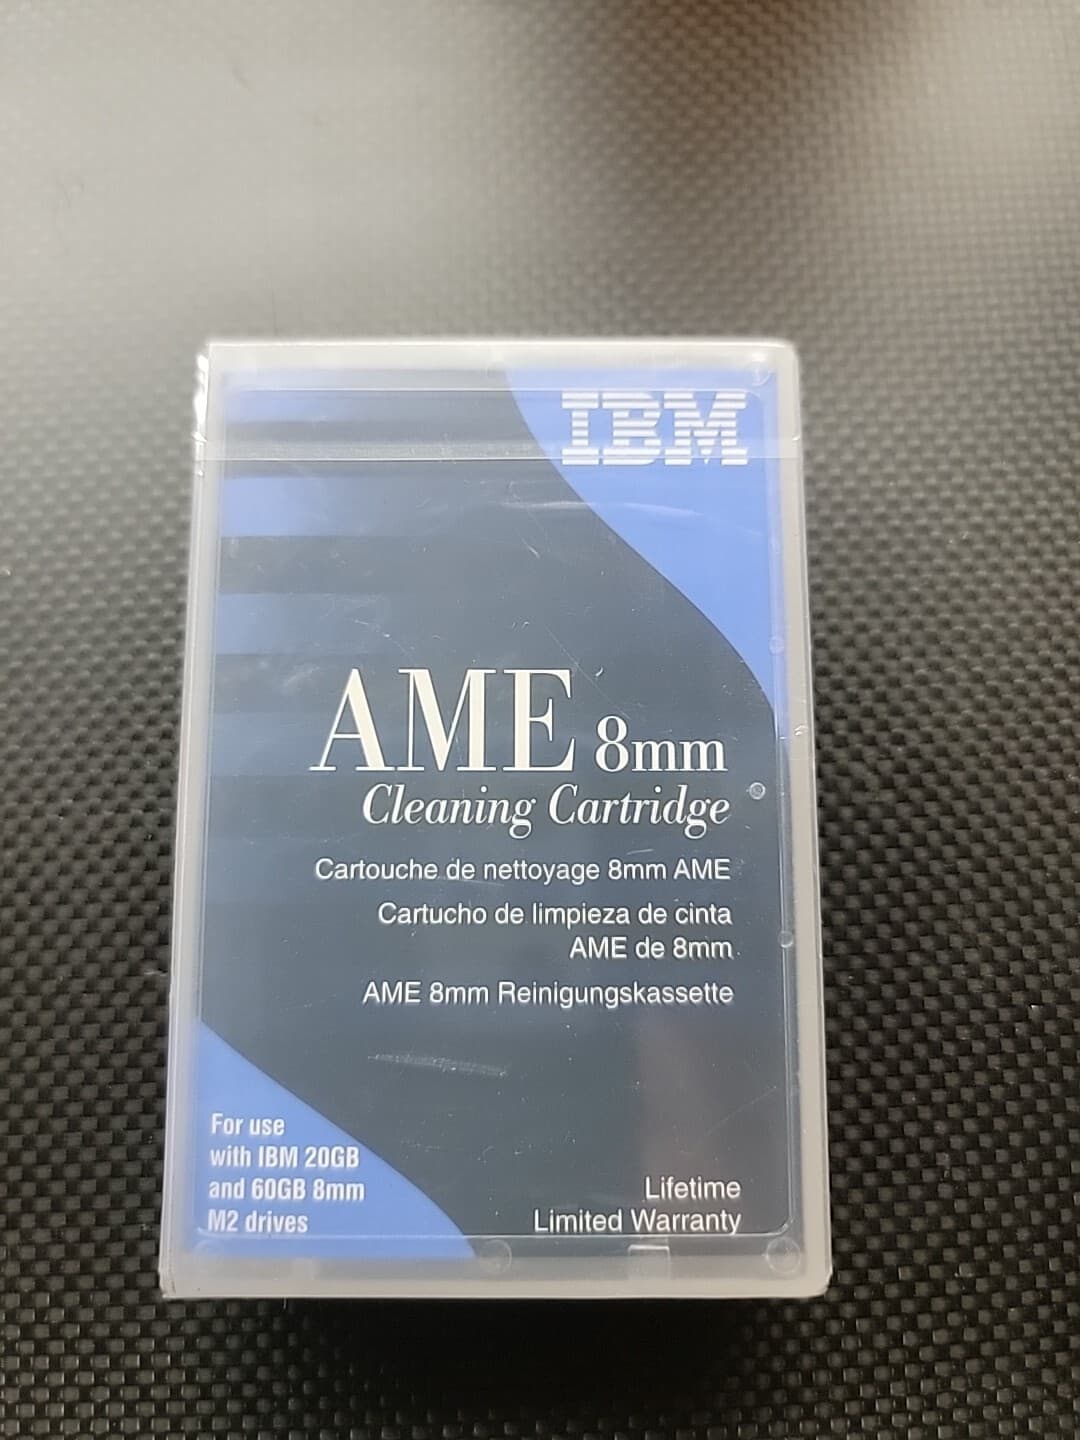 IBM
AME 8mm
Cleaning Cartridge
Cartouche de nettoyage 8mm AME
Cartucho de limpieza de cinta
AME de 8mm
AME 8mm Reinigungskassette
For use
with IBM 20GB
and 60GB 8mm
M2 drives
Lifetime
Limited Warranty